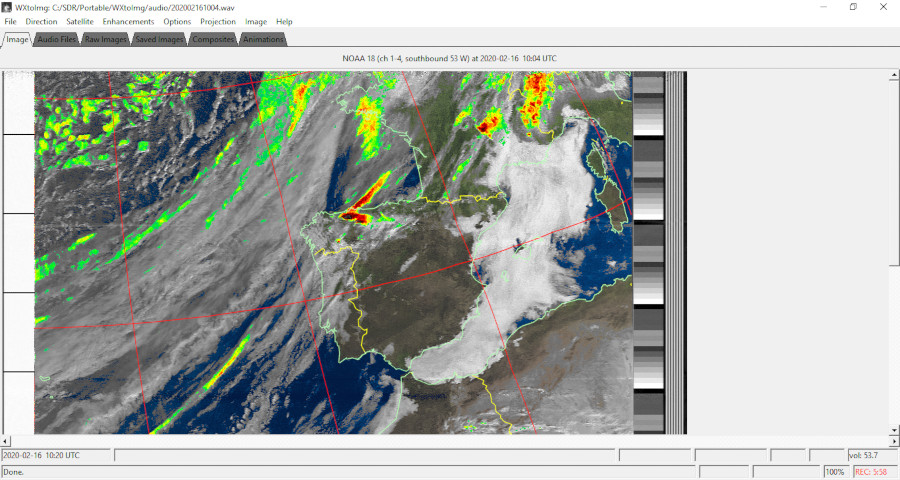 WXtoImg: C:/SDR/Portable/WXtoImg/audio/202002161004.wav
File Direction Satellite Enhancements Options Projection Image Help
Image Audio Files Raw Images Saved Images Composites Animations
NOAA 18 (ch 1-4, southbound 53 W) at 2020-02-16 10:04 UTC
2020-02-16 10:20 UTC vol: 53.7
Done. 100% REC: 5:58